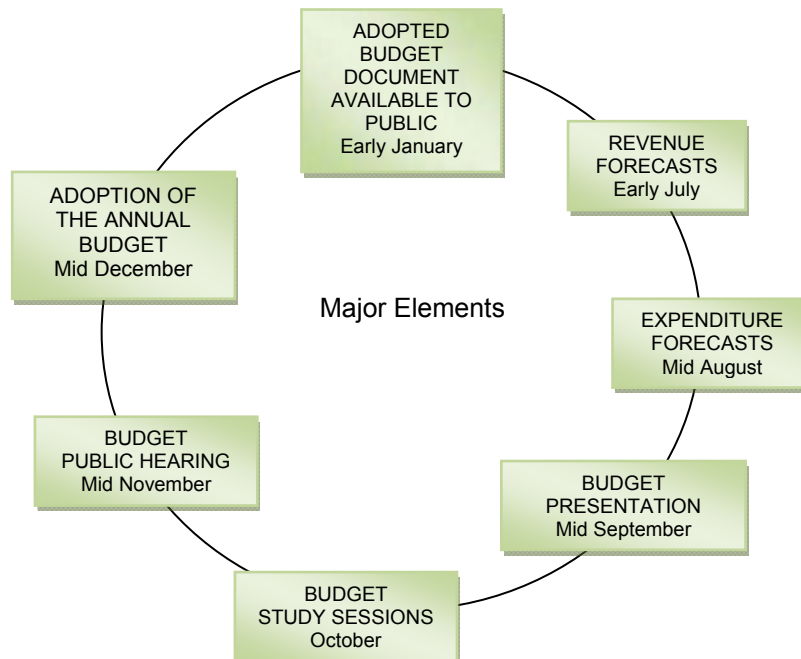 ADOPTED
BUDGET
DOCUMENT
AVAILABLE TO
PUBLIC
Early January
REVENUE
FORECASTS
Early July
EXPENDITURE
FORECASTS
Mid August
BUDGET
PRESENTATION
Mid September
BUDGET
STUDY SESSIONS
October
BUDGET
PUBLIC HEARING
Mid November
ADOPTION OF
THE ANNUAL
BUDGET
Mid December
Major Elements